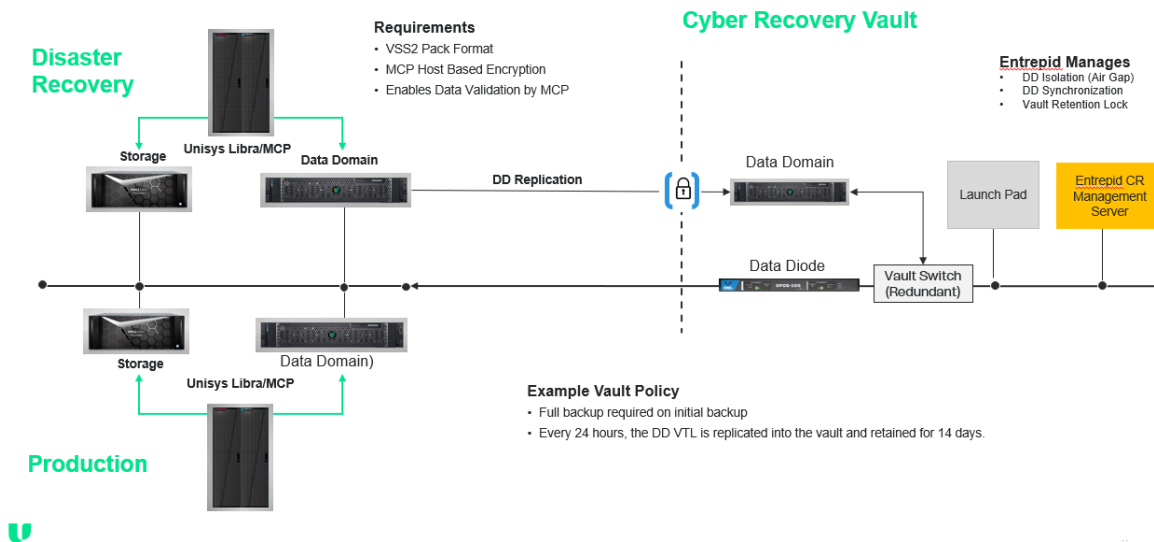 Cyber Recovery Vault
Disaster
Recovery
Requirements
• VSS2 Pack Format
• MCP Host Based Encryption
• Enables Data Validation by MCP
Entrepid Manages
• DD Isolation (Air Gap)
• DD Synchronization
• Vault Retention Lock
Unisys Libra/MCP
Storage
Data Domain
DD Replication
Data Domain
Launch Pad
Entrepid CR
Management
Server
Data Diode
Vault Switch
(Redundant)
Storage
Data Domain)
Unisys Libra/MCP
Production
Example Vault Policy
• Full backup required on initial backup
• Every 24 hours, the DD VTL is replicated into the vault and retained for 14 days.